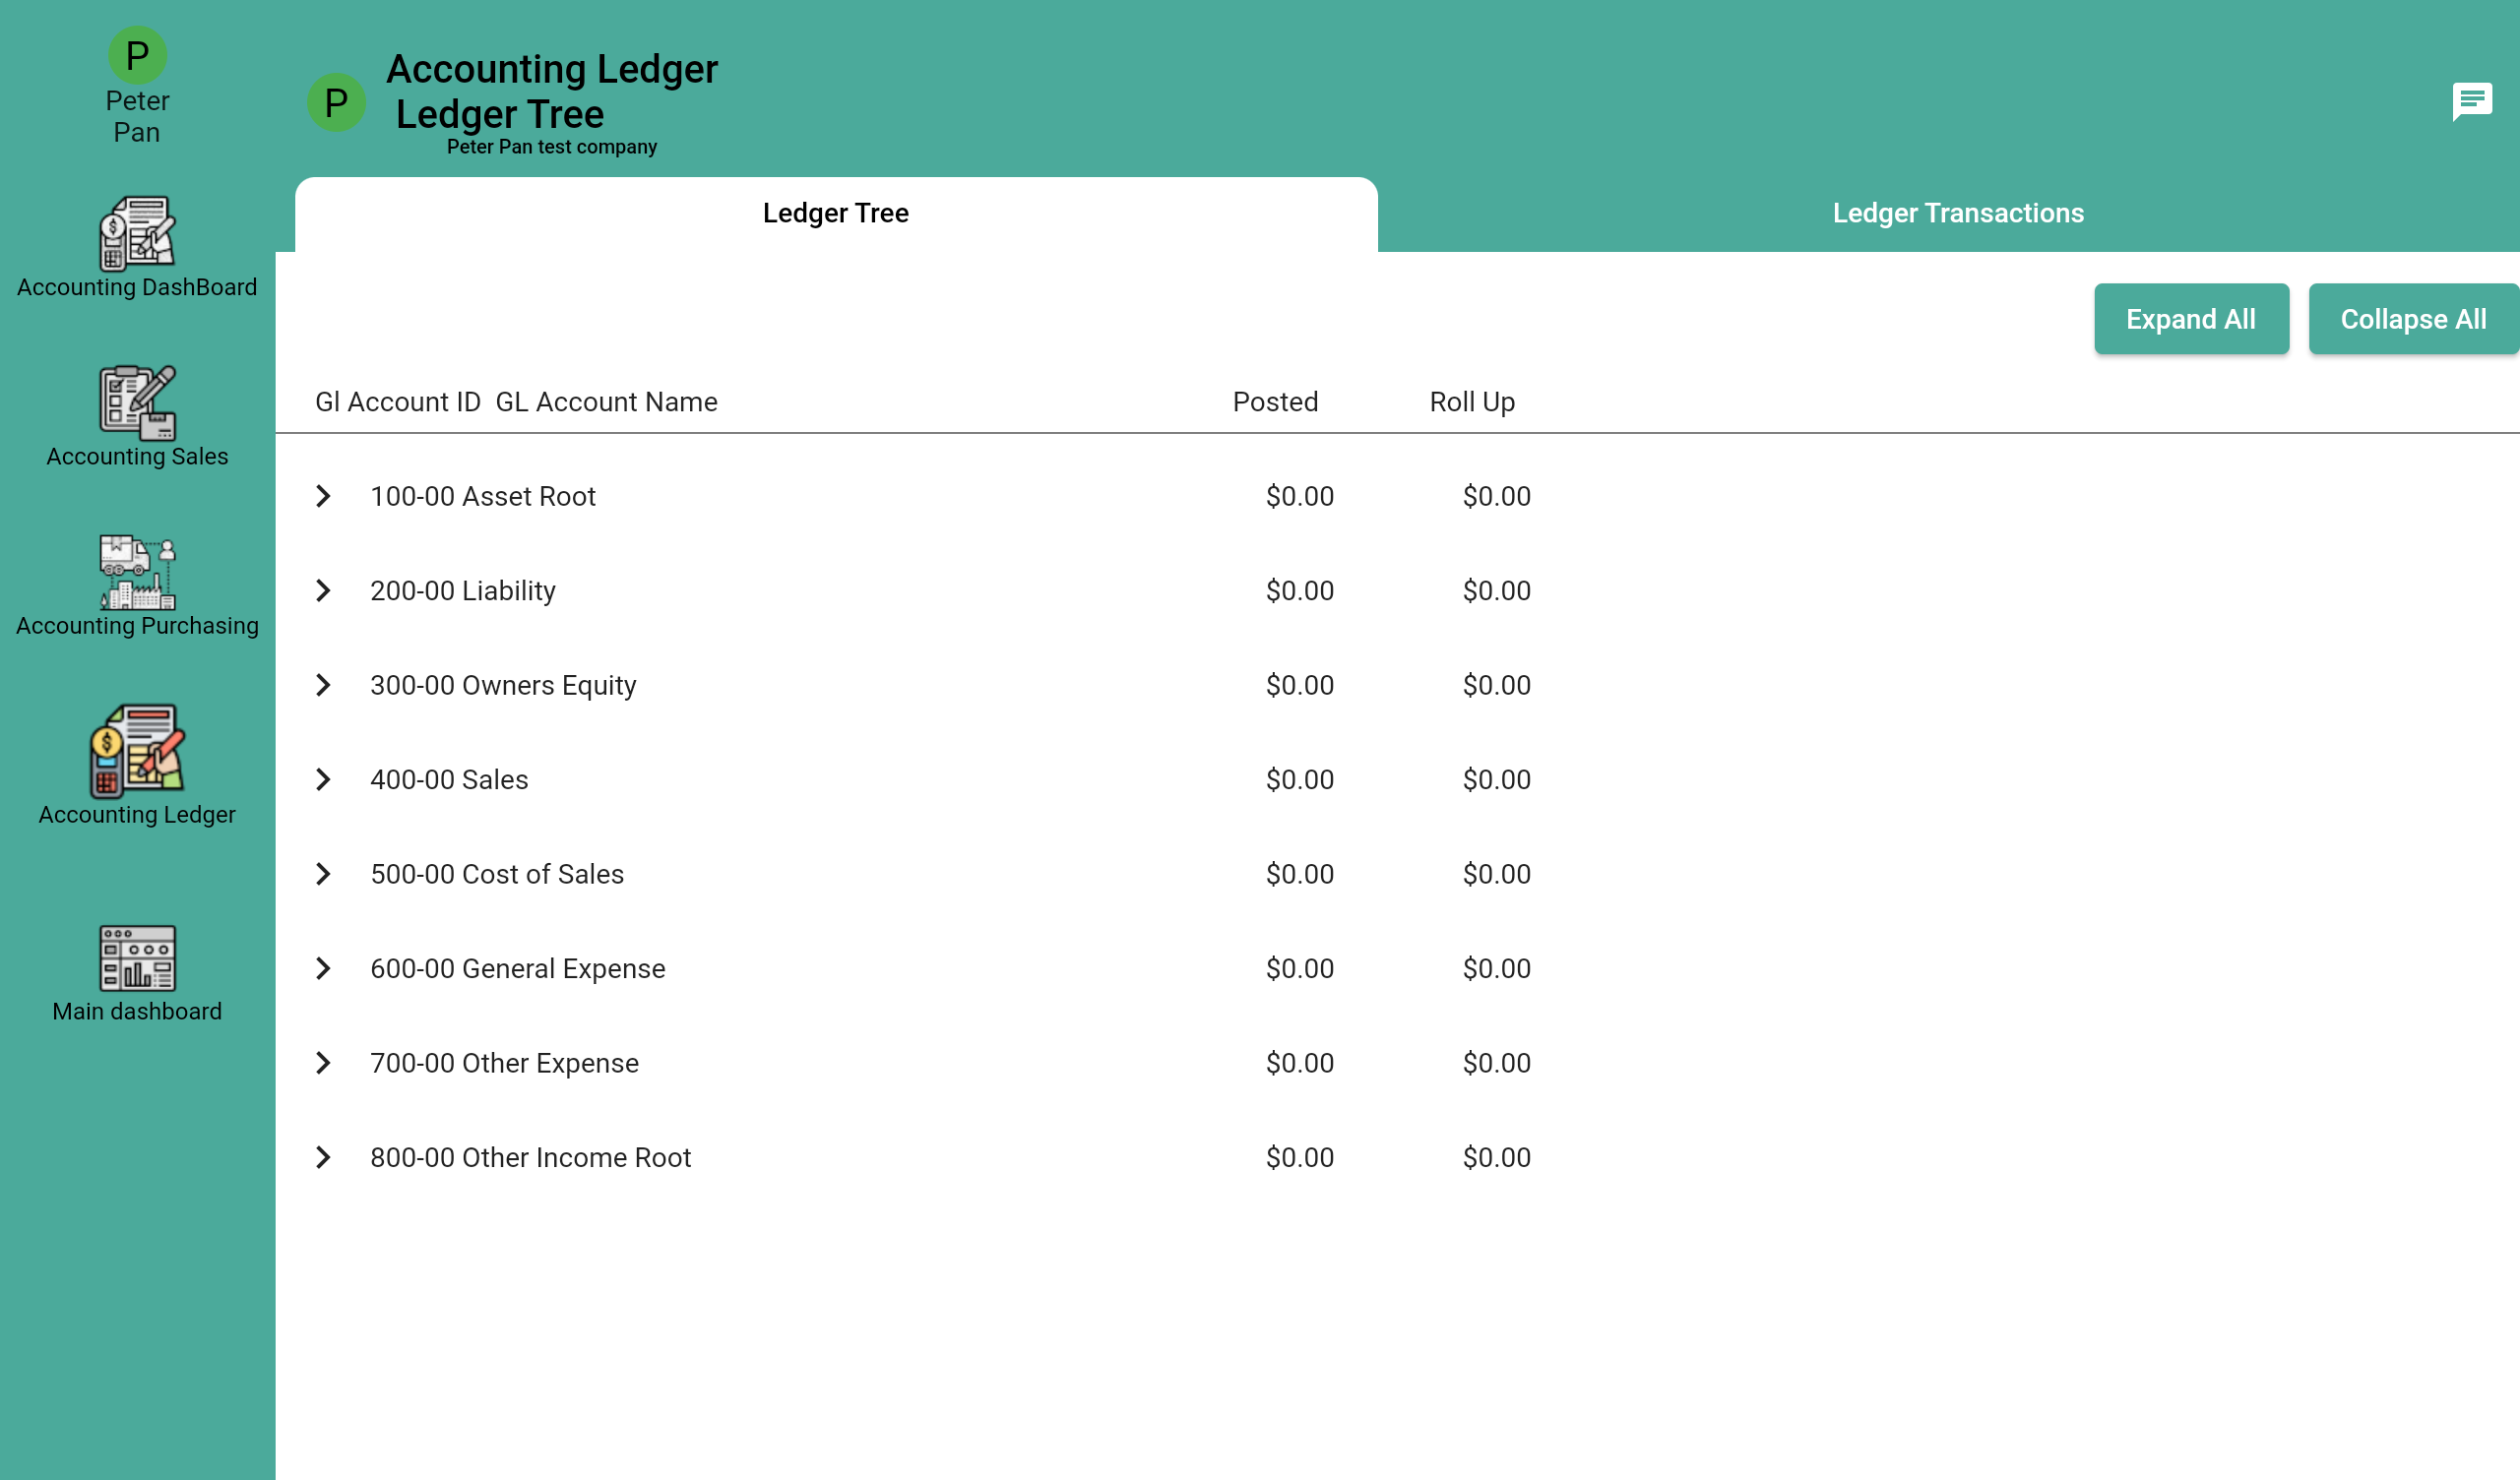 P
Peter
Pan
Accounting DashBoard
Accounting Sales
Accounting Purchasing
Accounting Ledger
Main dashboard
P
Accounting Ledger
Ledger Tree
Peter Pan test company
Ledger Tree
Ledger Transactions
Expand All
Collapse All
Gl Account ID GL Account Name Posted Roll Up
100-00 Asset Root $0.00 $0.00
200-00 Liability $0.00 $0.00
300-00 Owners Equity $0.00 $0.00
400-00 Sales $0.00 $0.00
500-00 Cost of Sales $0.00 $0.00
600-00 General Expense $0.00 $0.00
700-00 Other Expense $0.00 $0.00
800-00 Other Income Root $0.00 $0.00